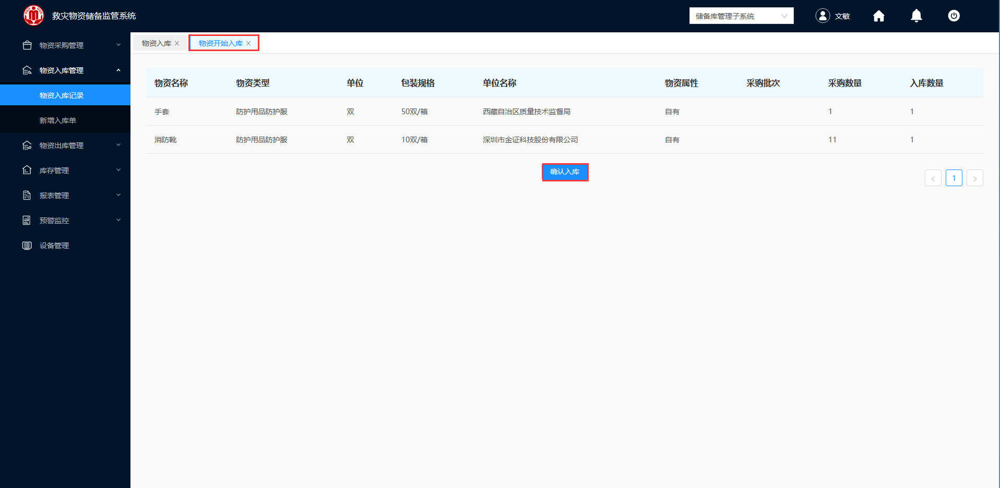 救灾物资储备监管系统
储备库管理子系统
文敏
物资采购管理
物资入库管理
物资入库记录
新增入库单
物资出库管理
库存管理
报表管理
预警监控
设备管理
物资入库 X
物资开始入库 X
物资名称 物资类型 单位 包装规格 单位名称 物资属性 采购批次 采购数量 入库数量
手套 防护用品防护服 双 50双/箱 西藏自治区质量技术监督局 自有 1 1
消防靴 防护用品防护服 双 10双/箱 深圳市金证科技股份有限公司 自有 11 1
确认入库
< 1 >